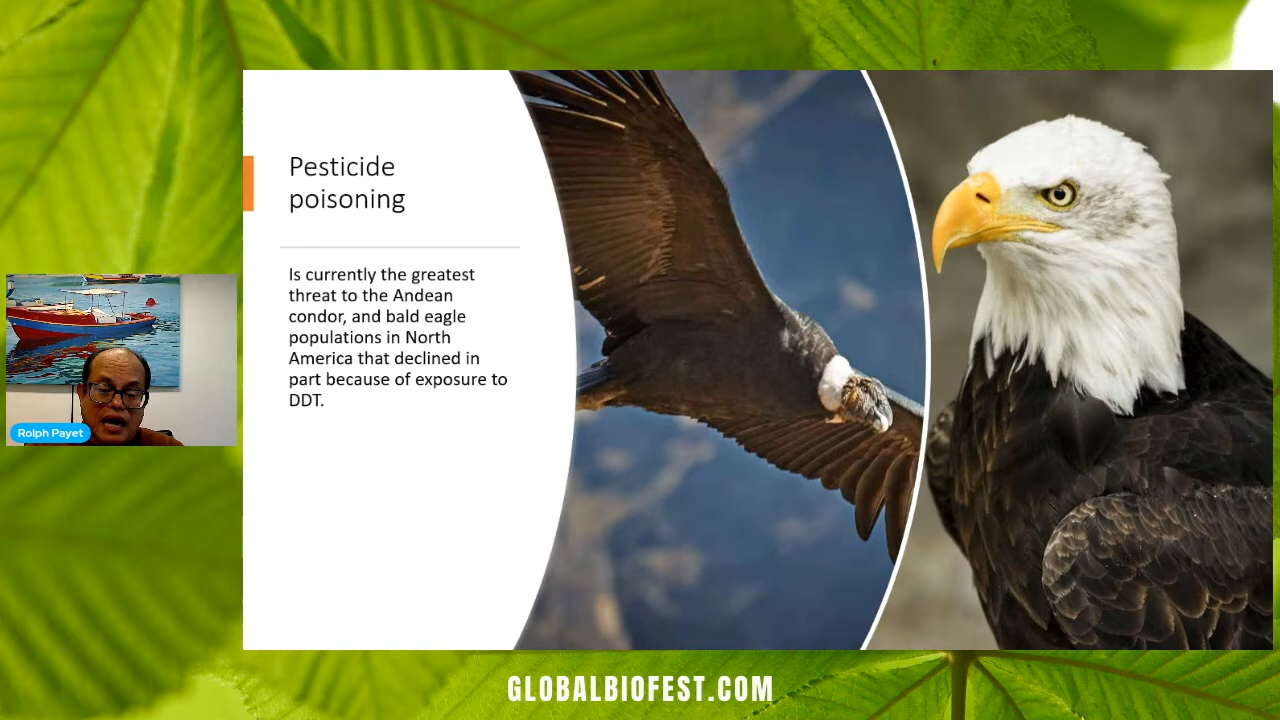 Pesticide
poisoning
Is currently the greatest
threat to the Andean
condor, and bald eagle
populations in North
America that declined in
part because of exposure to
DDT.
Rolph Payet
GLOBALBIOFEST.COM